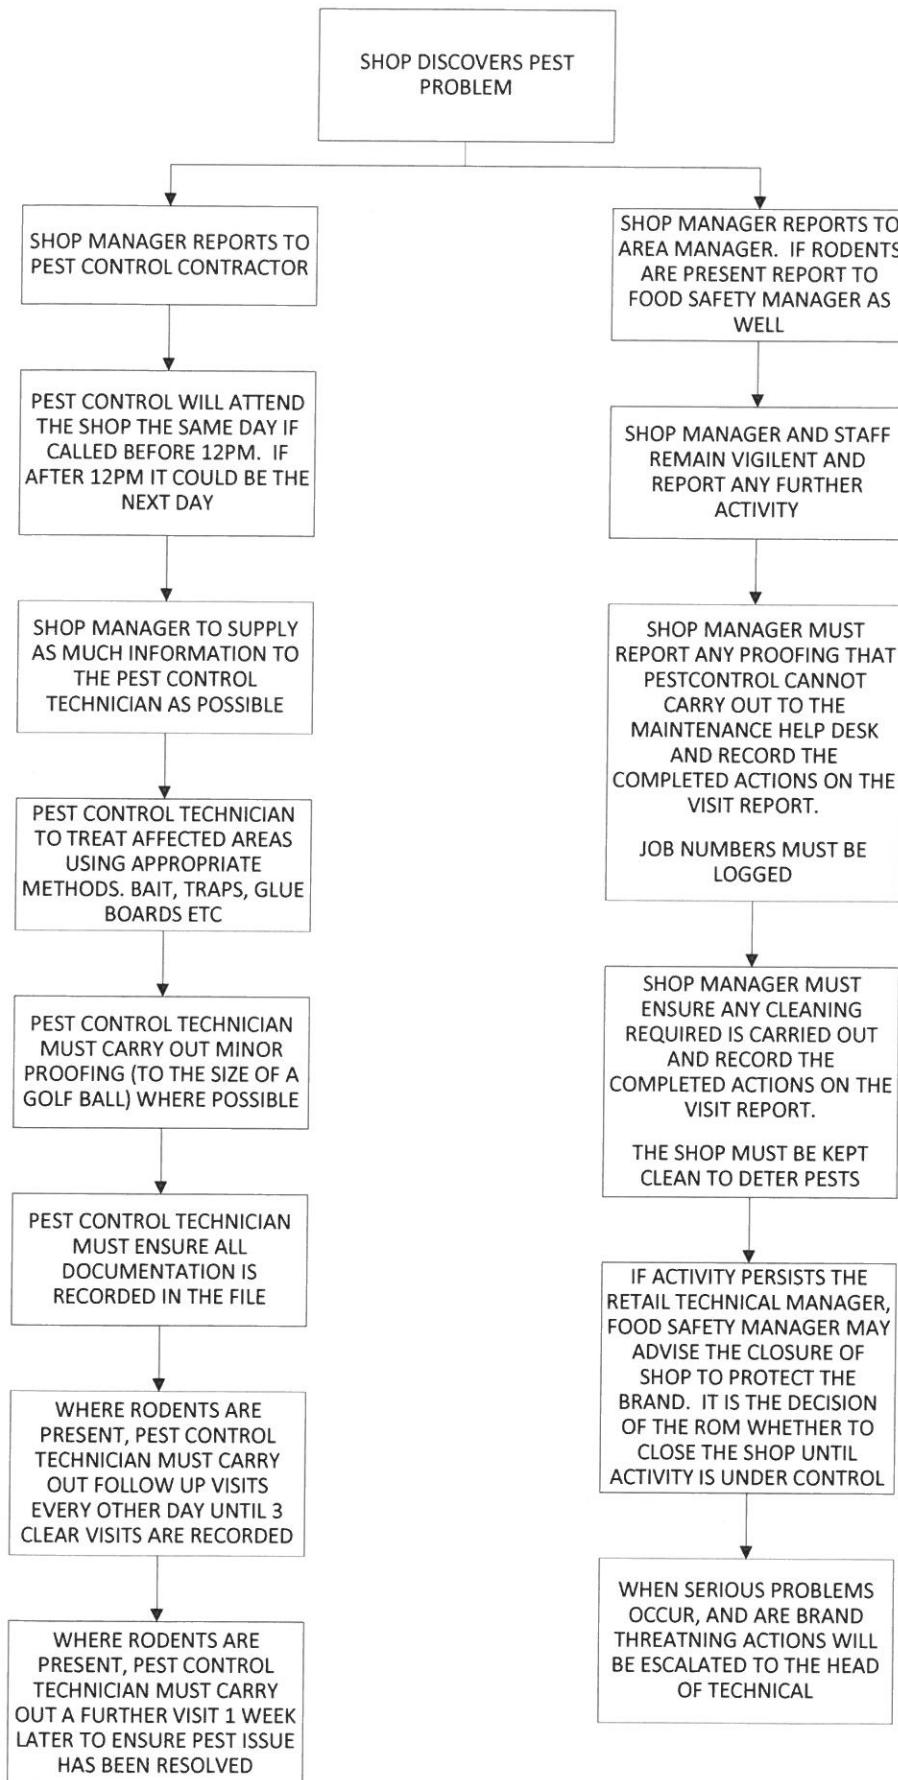 SHOP DISCOVERS PEST
PROBLEM
SHOP MANAGER REPORTS TO
PEST CONTROL CONTRACTOR
PEST CONTROL WILL ATTEND
THE SHOP THE SAME DAY IF
CALLED BEFORE 12PM. IF
AFTER 12PM IT COULD BE THE
NEXT DAY
SHOP MANAGER TO SUPPLY
AS MUCH INFORMATION TO
THE PEST CONTROL
TECHNICIAN AS POSSIBLE
PEST CONTROL TECHNICIAN
TO TREAT AFFECTED AREAS
USING APPROPRIATE
METHODS. BAIT, TRAPS, GLUE
BOARDS ETC
PEST CONTROL TECHNICIAN
MUST CARRY OUT MINOR
PROOFING (TO THE SIZE OF A
GOLF BALL) WHERE POSSIBLE
PEST CONTROL TECHNICIAN
MUST ENSURE ALL
DOCUMENTATION IS
RECORDED IN THE FILE
WHERE RODENTS ARE
PRESENT, PEST CONTROL
TECHNICIAN MUST CARRY
OUT FOLLOW UP VISITS
EVERY OTHER DAY UNTIL 3
CLEAR VISITS ARE RECORDED
WHERE RODENTS ARE
PRESENT, PEST CONTROL
TECHNICIAN MUST CARRY
OUT A FURTHER VISIT 1 WEEK
LATER TO ENSURE PEST ISSUE
HAS BEEN RESOLVED
SHOP MANAGER REPORTS TO
AREA MANAGER. IF RODENTS
ARE PRESENT REPORT TO
FOOD SAFETY MANAGER AS
WELL
SHOP MANAGER AND STAFF
REMAIN VIGILENT AND
REPORT ANY FURTHER
ACTIVITY
SHOP MANAGER MUST
REPORT ANY PROOFING THAT
PESTCONTROL CANNOT
CARRY OUT TO THE
MAINTENANCE HELP DESK
AND RECORD THE
COMPLETED ACTIONS ON THE
VISIT REPORT.
JOB NUMBERS MUST BE
LOGGED
SHOP MANAGER MUST
ENSURE ANY CLEANING
REQUIRED IS CARRIED OUT
AND RECORD THE
COMPLETED ACTIONS ON THE
VISIT REPORT.
THE SHOP MUST BE KEPT
CLEAN TO DETER PESTS
IF ACTIVITY PERSISTS THE
RETAIL TECHNICAL MANAGER,
FOOD SAFETY MANAGER MAY
ADVISE THE CLOSURE OF
SHOP TO PROTECT THE
BRAND. IT IS THE DECISION
OF THE ROM WHETHER TO
CLOSE THE SHOP UNTIL
ACTIVITY IS UNDER CONTROL
WHEN SERIOUS PROBLEMS
OCCUR, AND ARE BRAND
THREATNING ACTIONS WILL
BE ESCALATED TO THE HEAD
OF TECHNICAL